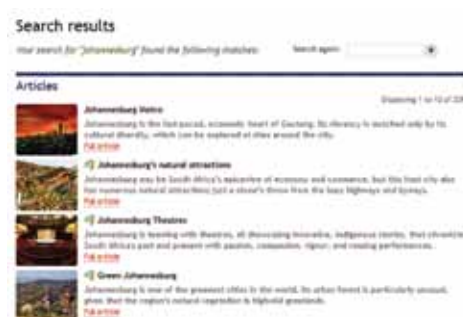 Search results
Your search for "Johannesburg" found the following matches:
Search again:
Articles
Displaying 1 to 10 of
Johannesburg Metro
Johannesburg is the fast-paced, economic heart of Gauteng. Its vibrancy is matched only by its
cultural diversity, which can be explored at sites around the city.
Full article
Johannesburg's natural attractions
Johannesburg may be South Africa's epicentre of economy and commerce, but this city also
has numerous natural attractions just a stone's throw from the busy highways and byways.
Full article
Johannesburg Theatres
Johannesburg is teeming with theatres, all showcasing innovative, indigenous stories, that chronicle
South Africa's past and present with passion, compassion, vigour, and rousing performances.
Full article
Green Johannesburg
Johannesburg is one of the greenest cities in the world. Its urban forest is particularly unusual,
given that the region's natural vegetation is highveld grasslands.
Full article